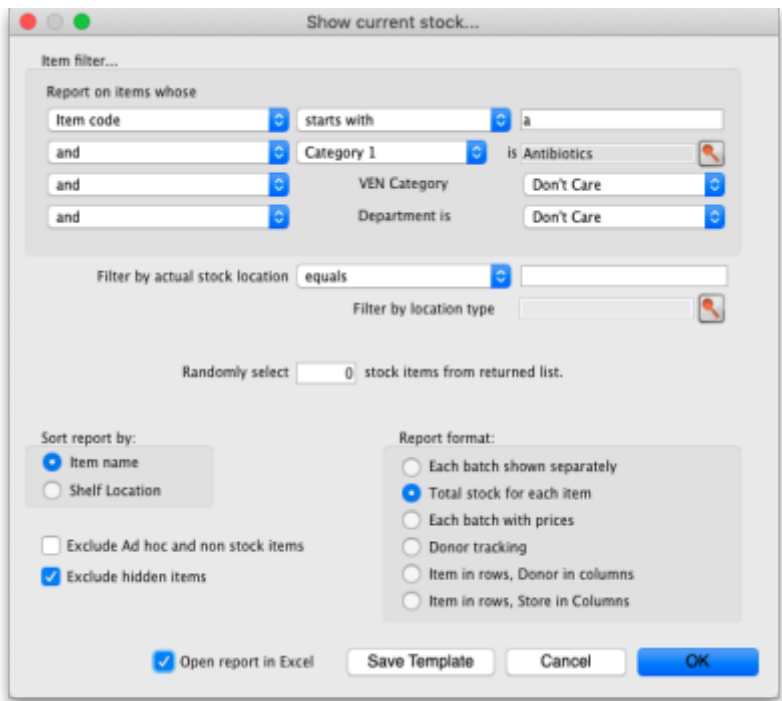 Show current stock...
Item filter...
Report on items whose
Item code starts with a
and Category 1 is Antibiotics
and VEN Category Don't Care
and Department is Don't Care
Filter by actual stock location equals
Filter by location type
Randomly select 0 stock items from returned list.
Sort report by:
Item name
Shelf Location
Exclude Ad hoc and non stock items
Exclude hidden items
Report format:
Each batch shown separately
Total stock for each item
Each batch with prices
Donor tracking
Item in rows, Donor in columns
Item in rows, Store in Columns
Open report in Excel Save Template Cancel OK